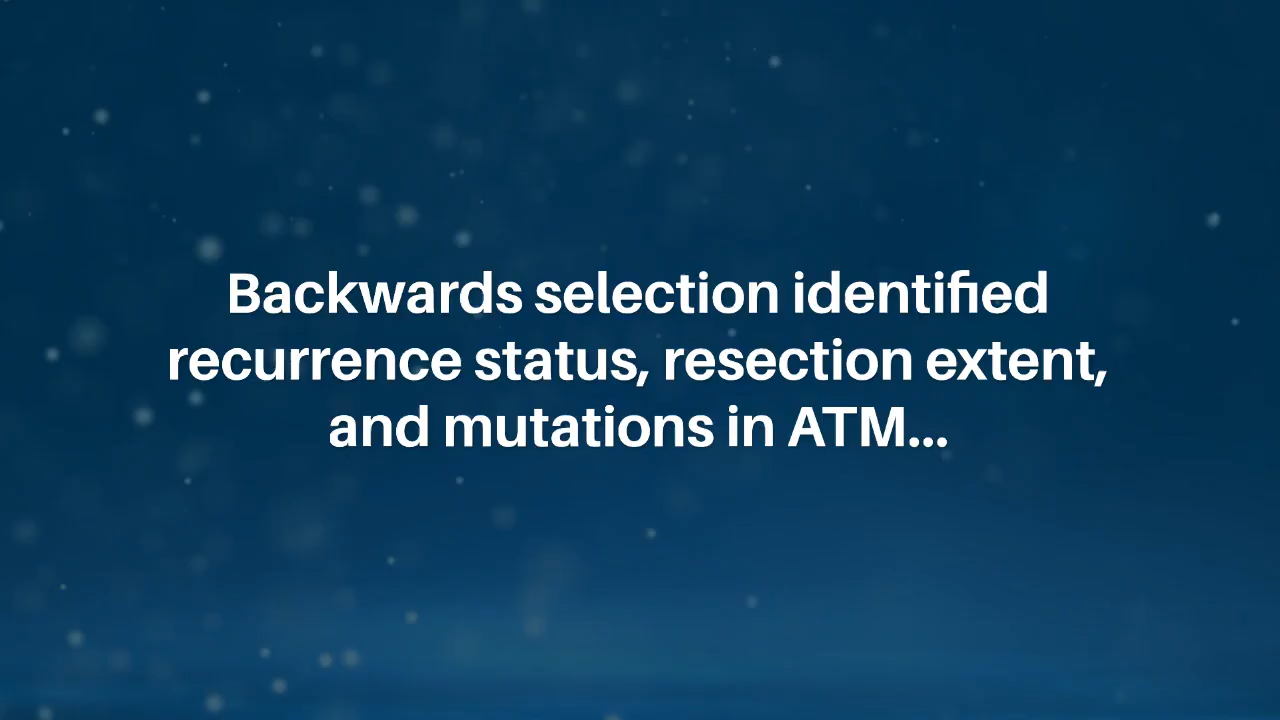 Backwards selection identified
recurrence status, resection extent,
and mutations in ATM...